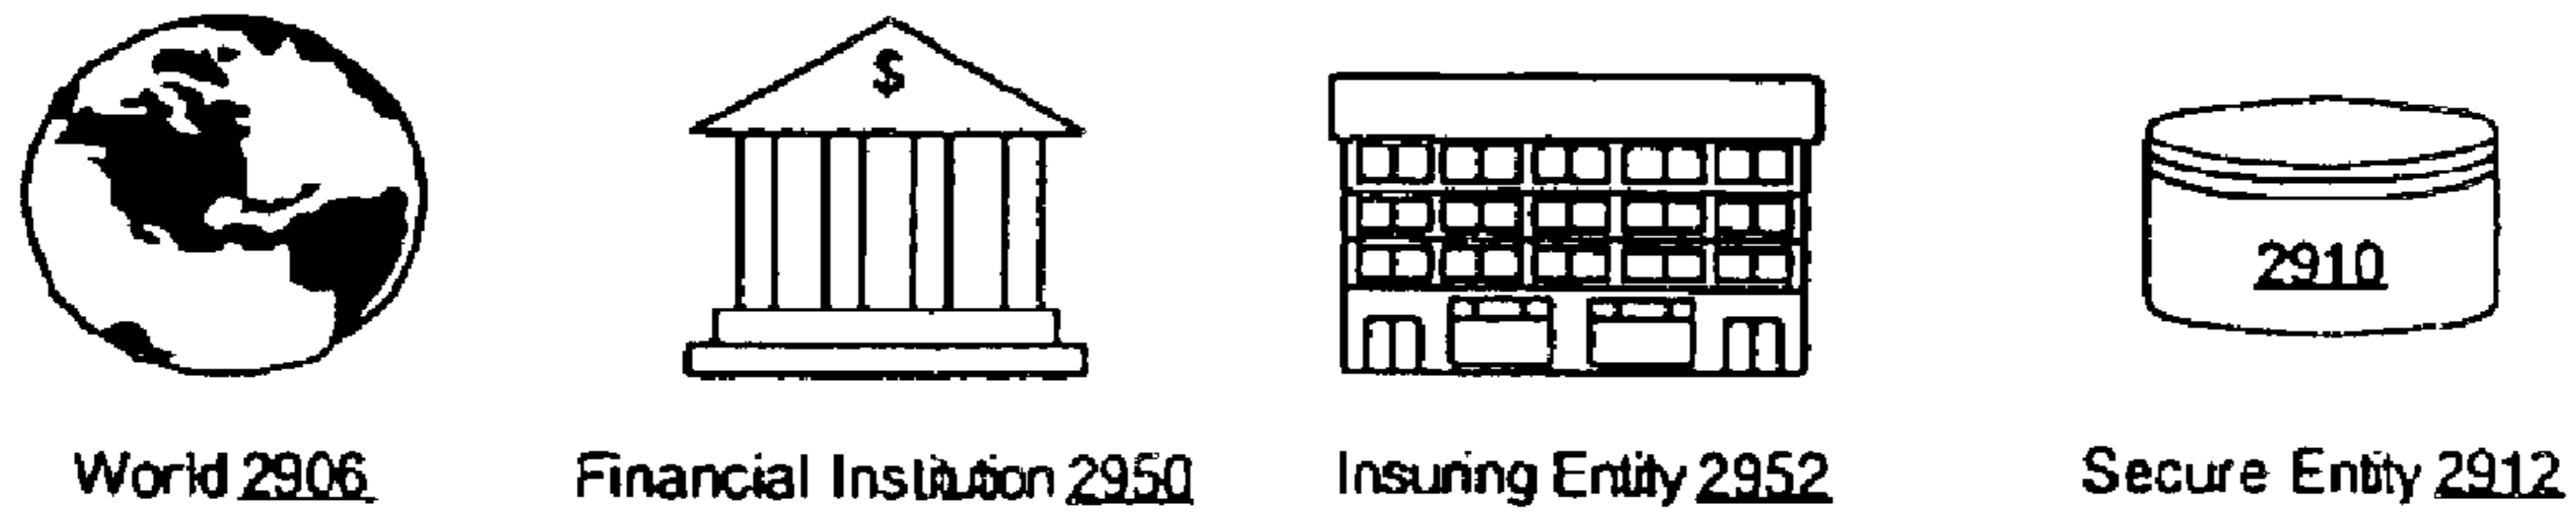 $
2910
World 2906
Financial Institution 2950
Insuring Entity 2952
Secure Entity 2912